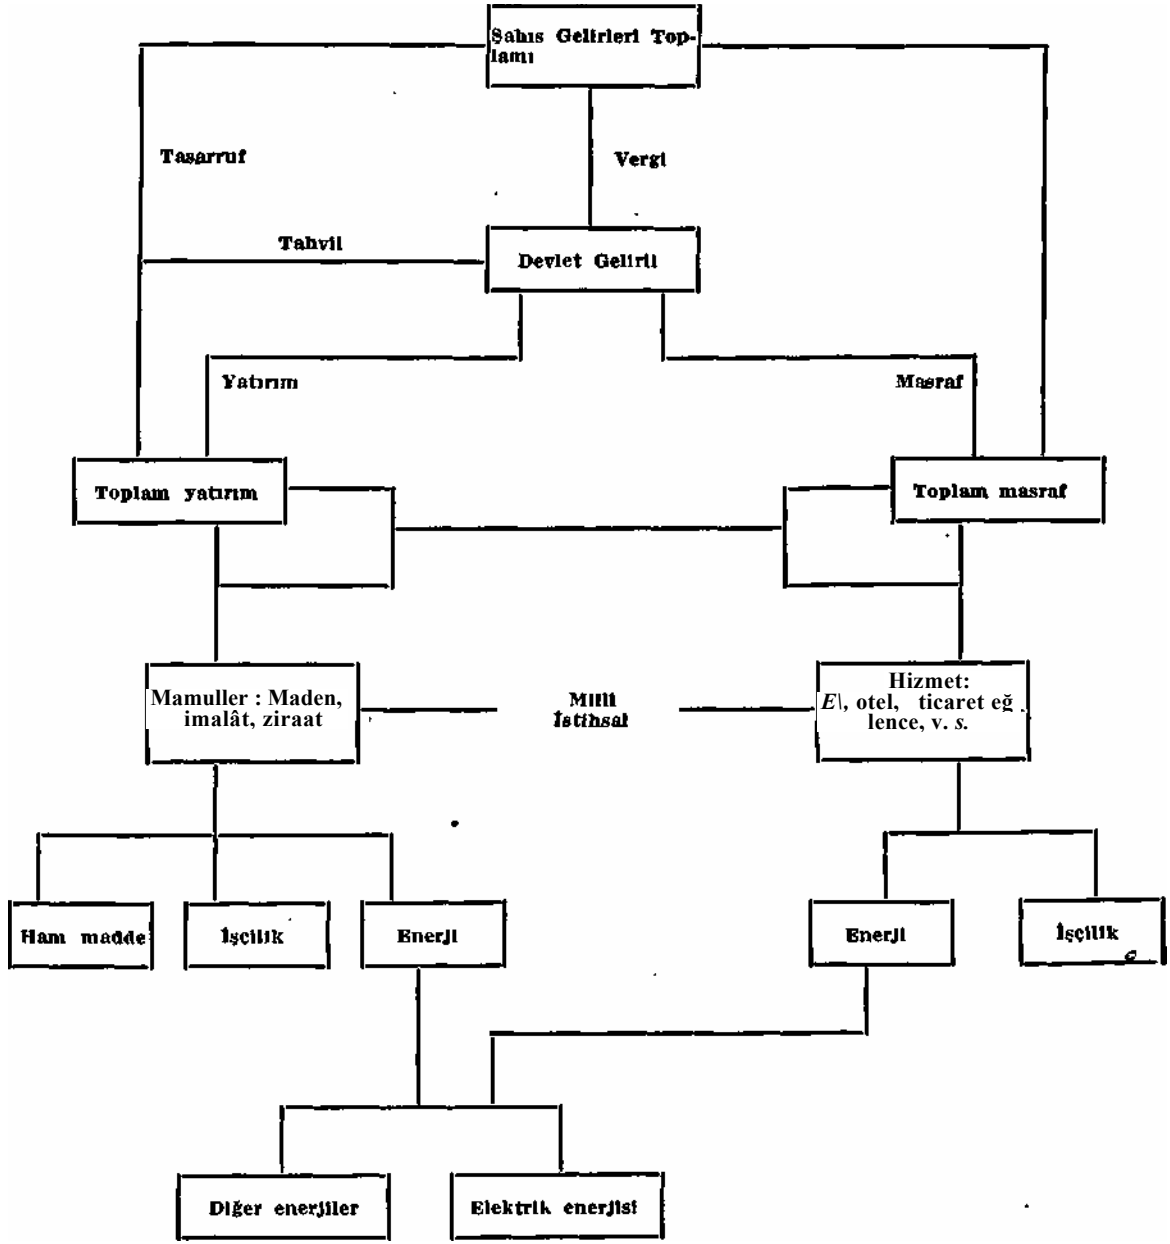 Şahıs Gelirleri Top-
lamı
Tasarruf
Vergi
Tahvil
Devlet Geliril
Yatırım
Masraf
Toplam yatırım
Toplam masraf
Mamuller : Maden,
imalât, ziraat
Milli
İstihsal
Hizmet:
otel, ticaret eğ
lence, v. s.
Ham madde
İşçilik
Enerji
Enerji
İşçilik
Diğer enerjiler
Elektrik enerjisi